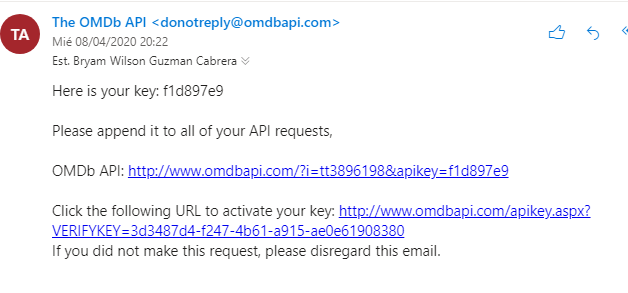 TA
The OMDb API <donotreply@omdbapi.com>
Mié 08/04/2020 20:22
Est. Bryam Wilson Guzman Cabrera
Here is your key: f1d897e9
Please append it to all of your API requests,
OMDb API: http://www.omdbapi.com/?i=tt3896198&apikey=f1d897e9
Click the following URL to activate your key: http://www.omdbapi.com/apikey.aspx?
VERIFYKEY=3d3487d4-f247-4b61-a915-ae0e61908380
If you did not make this request, please disregard this email.